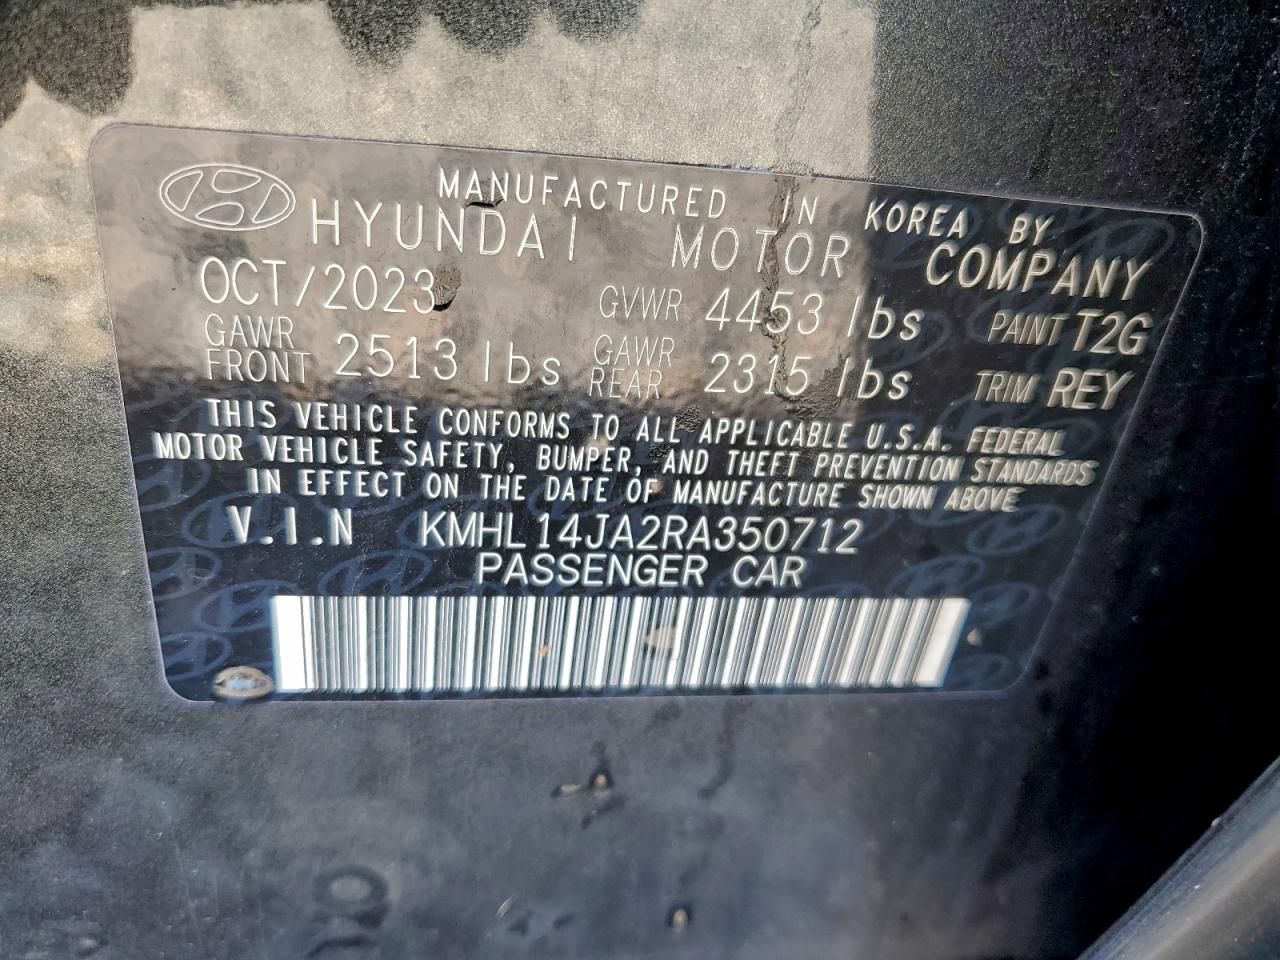 MANUFACTURED IN KOREA BY
HYUNDAI MOTOR COMPANY
OCT/2023 GVWR 4453 lbs PAINT T2G
GAWR FRONT 2513 lbs GAWR REAR 2315 lbs TRIM REY
THIS VEHICLE CONFORMS TO ALL APPLICABLE U.S.A. FEDERAL
MOTOR VEHICLE SAFETY, BUMPER, AND THEFT PREVENTION STANDARDS
IN EFFECT ON THE DATE OF MANUFACTURE SHOWN ABOVE
V.I.N KMHL14JA2RA350712
PASSENGER CAR